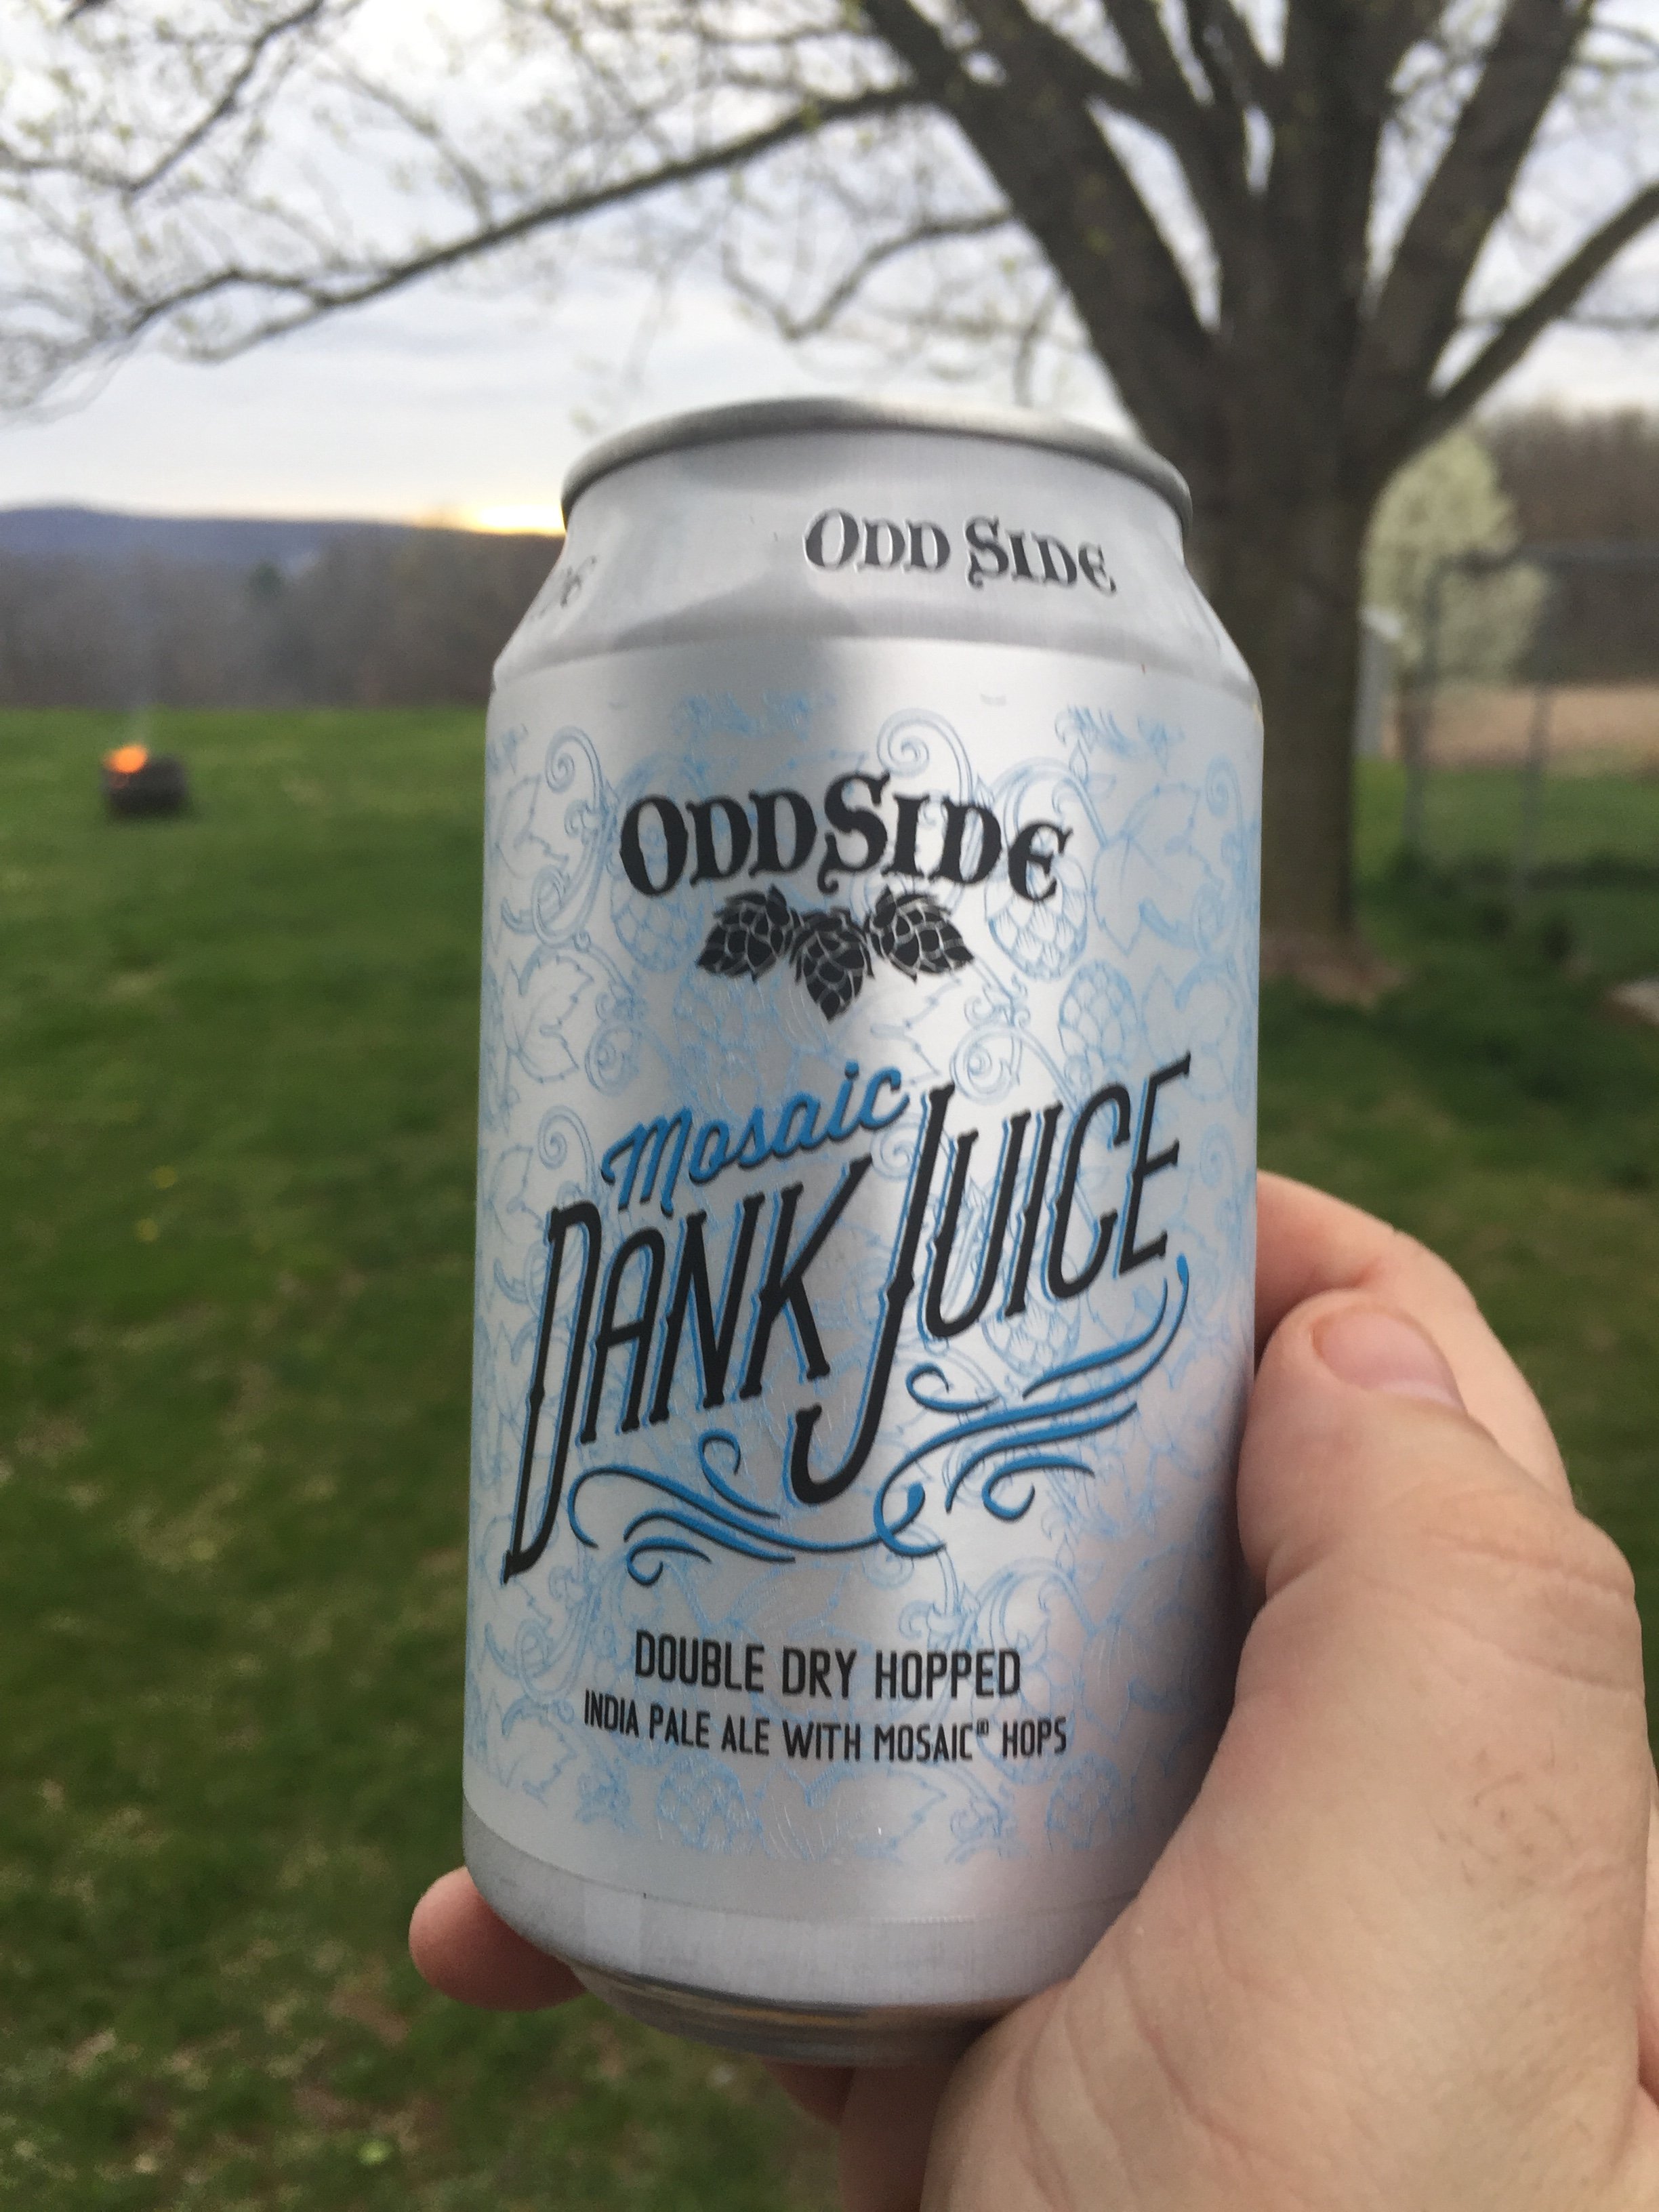 ODD SIDE
ODDSIDE
Mosaic
DANK JUICE
DOUBLE DRY HOPPED
INDIA PALE ALE WITH MOSAIC® HOPS